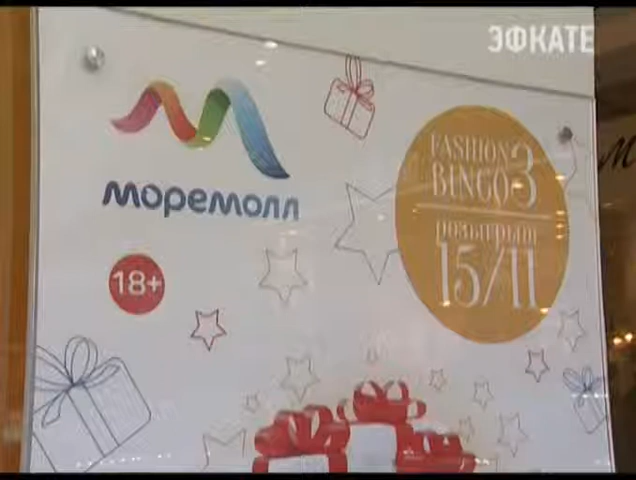 ЭФКАТЕ
МОРЕМОЛЛ
FASHION
BINGO 3
розыгрыш
15/11
18+